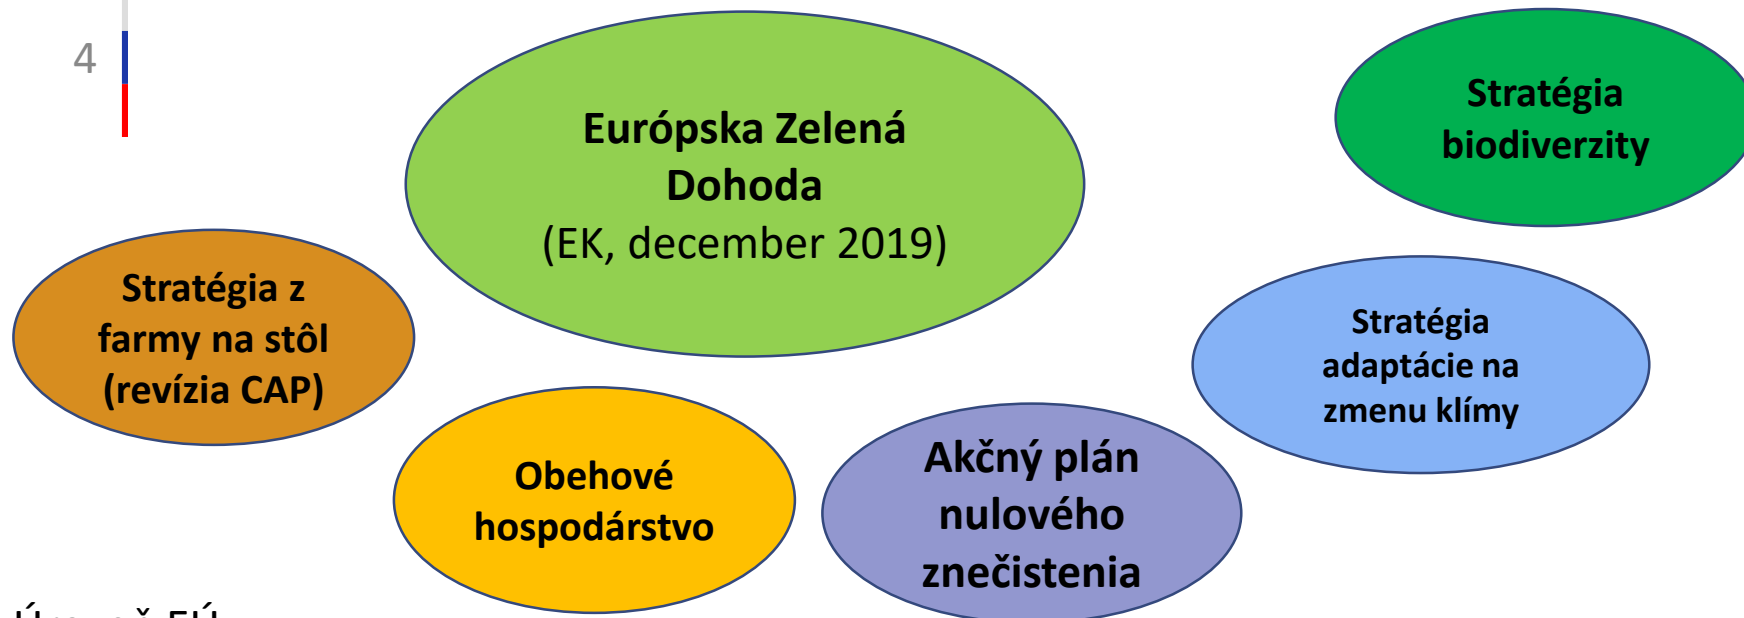 4
Európska Zelená
Dohoda
(EK, december 2019)
Stratégia
biodiverzity
Stratégia z
farmy na stôl
(revízia CAP)
Stratégia
adaptácie na
zmenu klímy
Obehové
hospodárstvo
Akčný plán
nulového
znečistenia